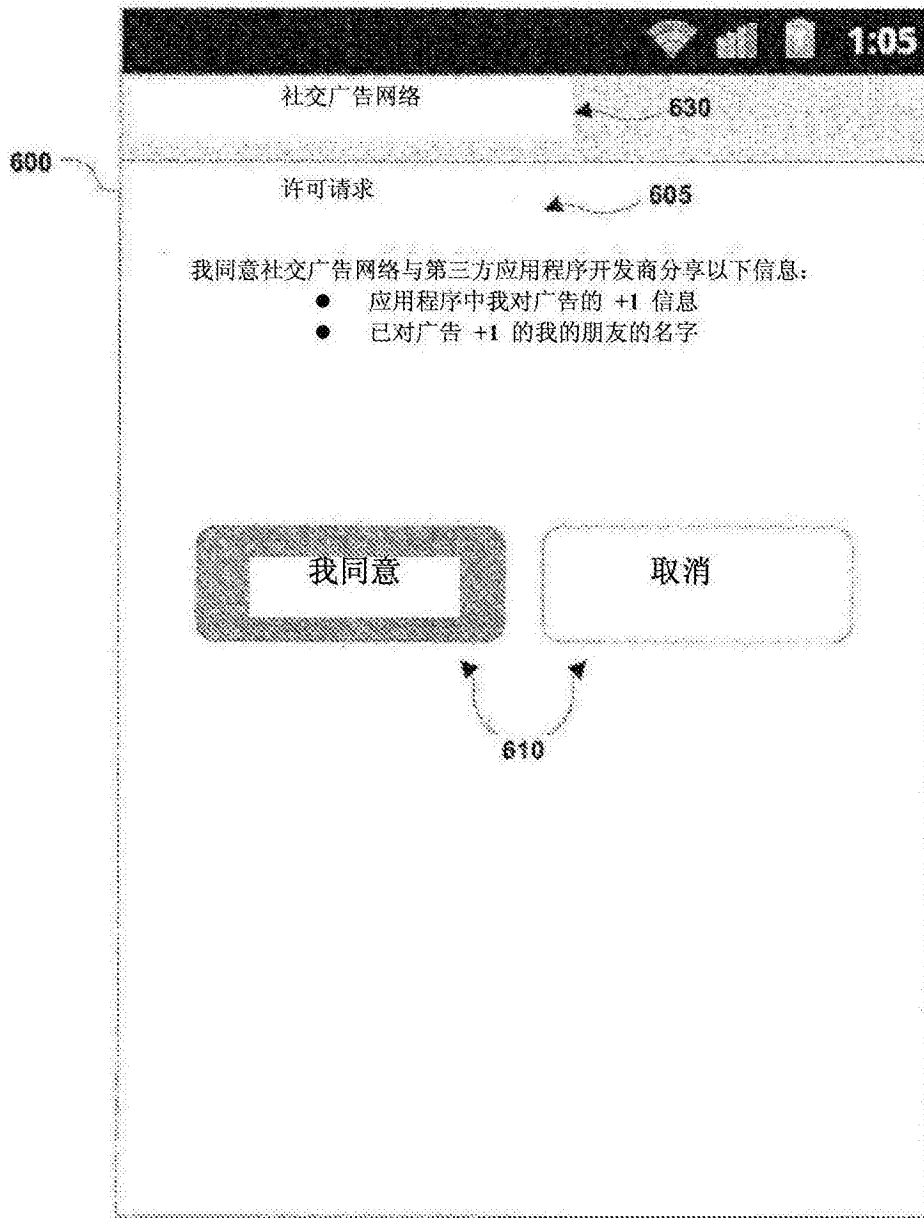 1:05
社交广告网络
630
600
许可请求
605
我同意社交广告网络与第三方应用程序开发商分享以下信息:
● 应用程序中我对广告的 +1 信息
● 已对广告 +1 的我的朋友的名字
我同意
取消
610